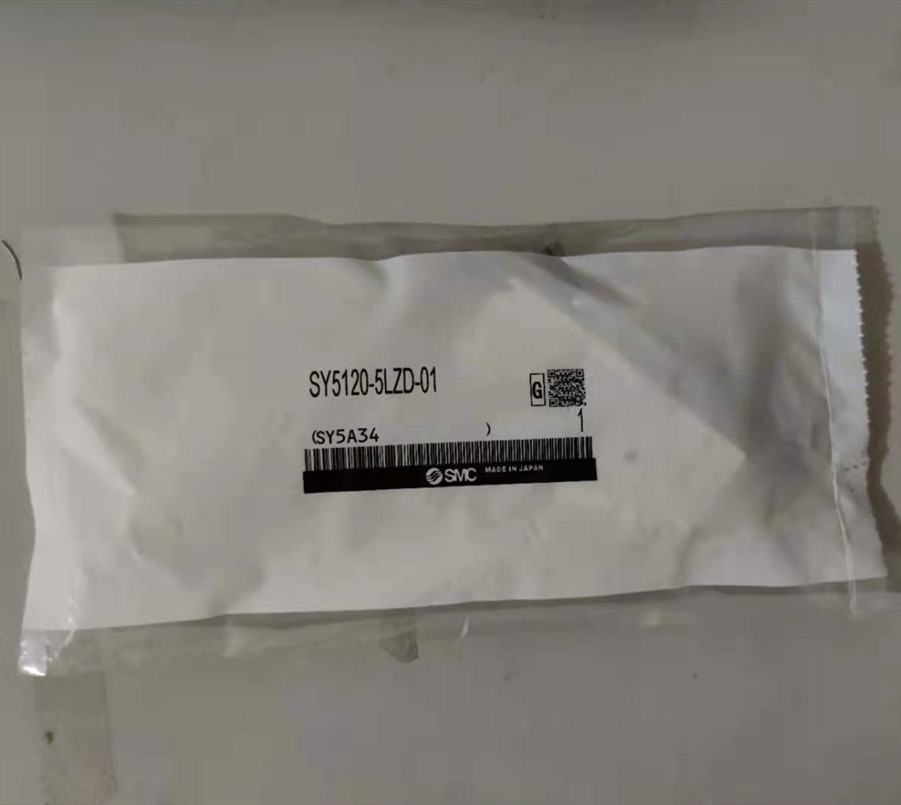 SY5120-5LZD-01
G
1
(SY5A34 )
SMC MADE IN JAPAN